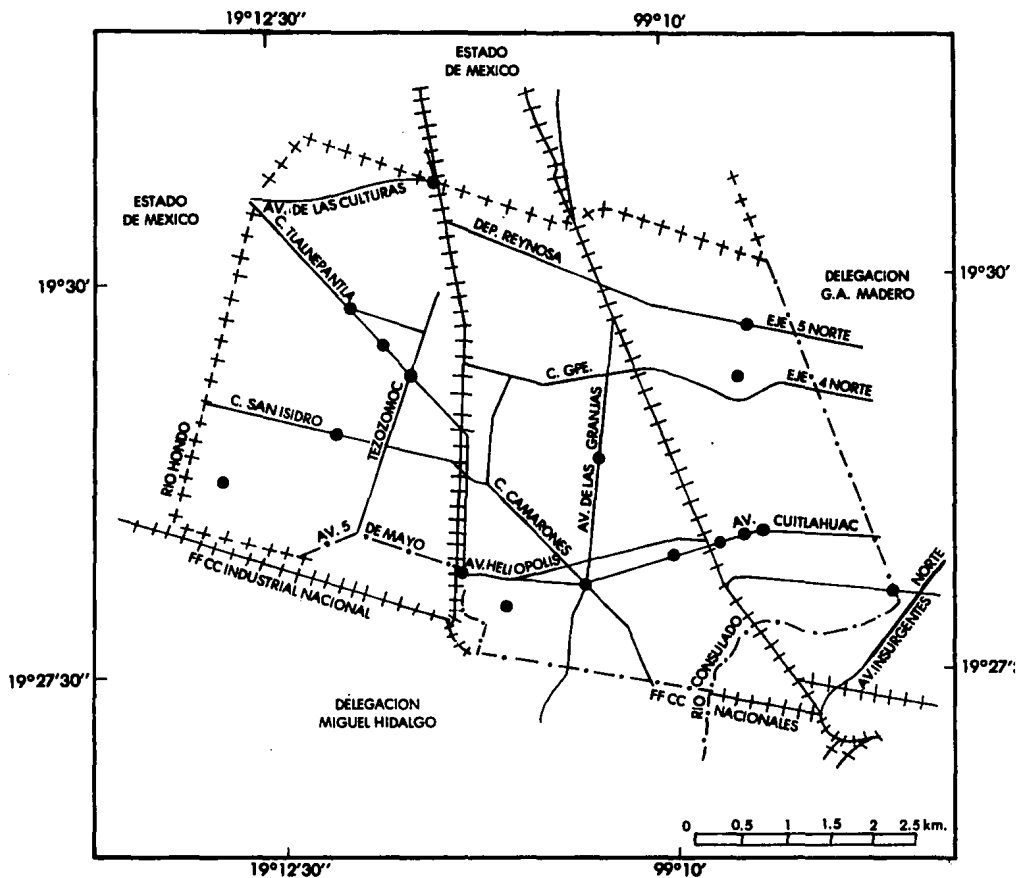 19°12'30''
99°10'
ESTADO
DE MEXICO
ESTADO
DE MEXICO
AV. DE LAS CULTURAS
C. TLALNEPANTLA
DEP. REYNOSA
19°30'
19°30'
DELEGACION
G.A. MADERO
EJE 5 NORTE
C. GPE.
EJE 4 NORTE
C. SAN ISIDRO
TEZOZOMOC
AV. DE LAS GRANJAS
RIO HONDO
C. CAMARONES
AV. 5 DE MAYO
AV. CUITLAHUAC
AV. HELIOPOLIS
FF CC INDUSTRIAL NACIONAL
AV. INSURGENTES NORTE
RIO CONSULADO
19°27'30''
19°27'3
FF CC NACIONALES
DELEGACION
MIGUEL HIDALGO
0 0.5 1 1.5 2 2.5 km.
19°12'30''
99°10'